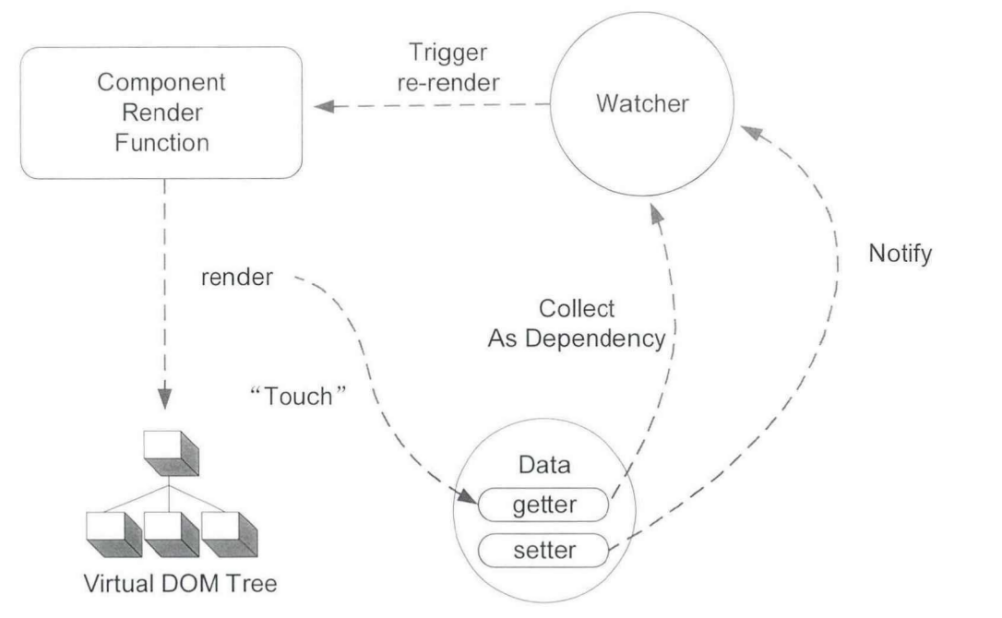 Trigger
re-render
Component
Render
Function
Watcher
render
Notify
Collect
As Dependency
“Touch”
Data
getter
setter
Virtual DOM Tree